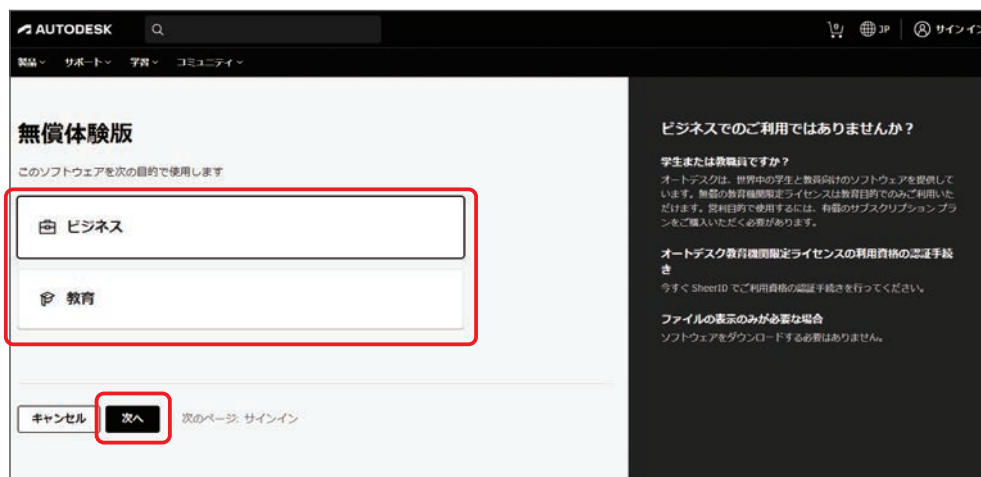 AUTODESK
JP
サインイン
製品
サポート
学習
コミュニティ
無償体験版
このソフトウェアを次の目的で使用します
ビジネス
教育
キャンセル
次へ
次のページ: サインイン
ビジネスでのご利用ではありませんか？
学生または教職員ですか？
オートデスクは、世界中の学生と教員向けのソフトウェアを提供して
います。無償の教育機関限定ライセンスは教育目的でのみご利用いた
だけます。営利目的で使用するには、有償のサブスクリプション プラ
ンをご購入いただく必要があります。
オートデスク教育機関限定ライセンスの利用資格の認証手続
き
今すぐ SheerID でご利用資格の認証手続きを行ってください。
ファイルの表示のみが必要な場合
ソフトウェアをダウンロードする必要はありません。